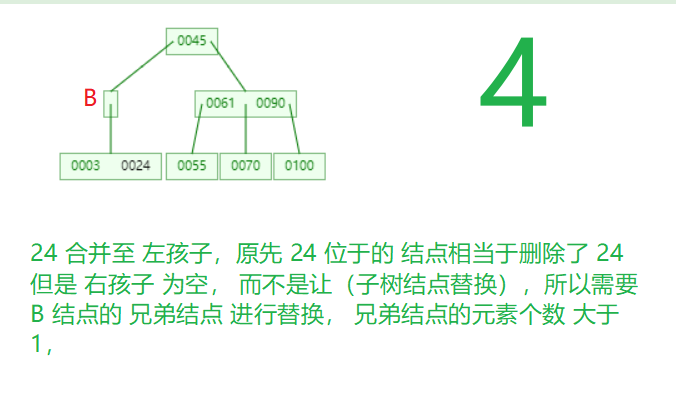 0045
4
B
0061 0090
0003 0024 0055 0070 0100
24 合并至 左孩子，原先 24 位于的 结点相当于删除了 24
但是 右孩子 为空， 而不是让（子树结点替换），所以需要
B 结点的 兄弟结点 进行替换， 兄弟结点的元素个数 大于
1，